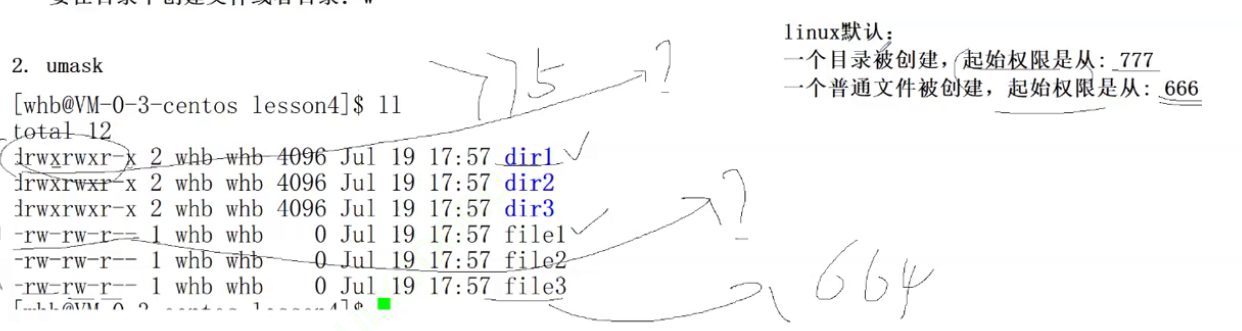 2. umask
[whb@VM-0-3-centos lesson4]$ ll
total 12
drwxrwxr-x 2 whb whb 4096 Jul 19 17:57 dir1
drwxrwxr-x 2 whb whb 4096 Jul 19 17:57 dir2
drwxrwxr-x 2 whb whb 4096 Jul 19 17:57 dir3
-rw-rw-r-- 1 whb whb 0 Jul 19 17:57 file1
-rw-rw-r-- 1 whb whb 0 Jul 19 17:57 file2
-rw-rw-r-- 1 whb whb 0 Jul 19 17:57 file3
775
?
?
664
linux默认:
一个目录被创建，起始权限是从: 777
一个普通文件被创建，起始权限是从: 666